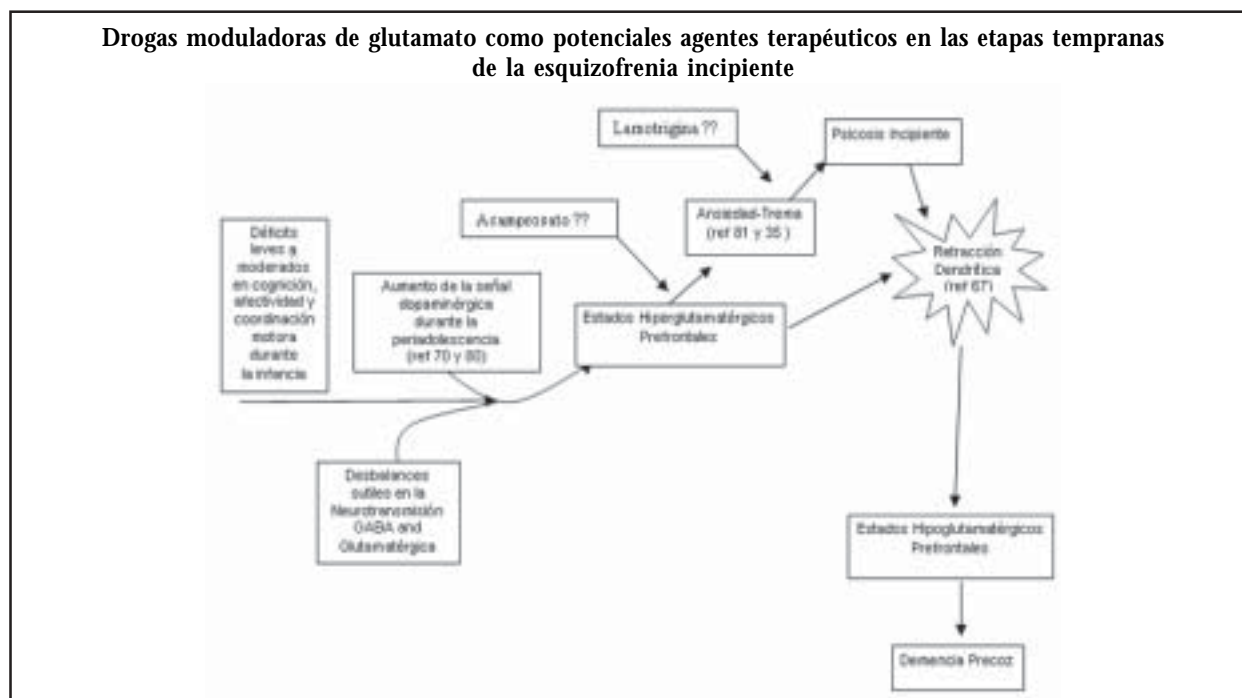 Drogas moduladoras de glutamato como potenciales agentes terapéuticos en las etapas tempranas
de la esquizofrenia incipiente
Lamotrigina ??
Psicosis Incipiente
Acamprosato ??
Ansiedad-Trema
(ref 81 y 35 )
Déficits
leves a
moderados
en cognición,
afectividad y
coordinación
motora
durante
la infancia
Aumento de la señal
dopaminérgica
durante la
periadolescencia
(ref 70 y 80)
Estados Hiperglutamatérgicos
Prefrontales
Retracción
Dendrítica
(ref 67)
Desbalances
sutiles en la
Neurotransmisión
GABA and
Glutamatérgica
Estados Hipoglutamatérgicos
Prefrontales
Demencia Precoz